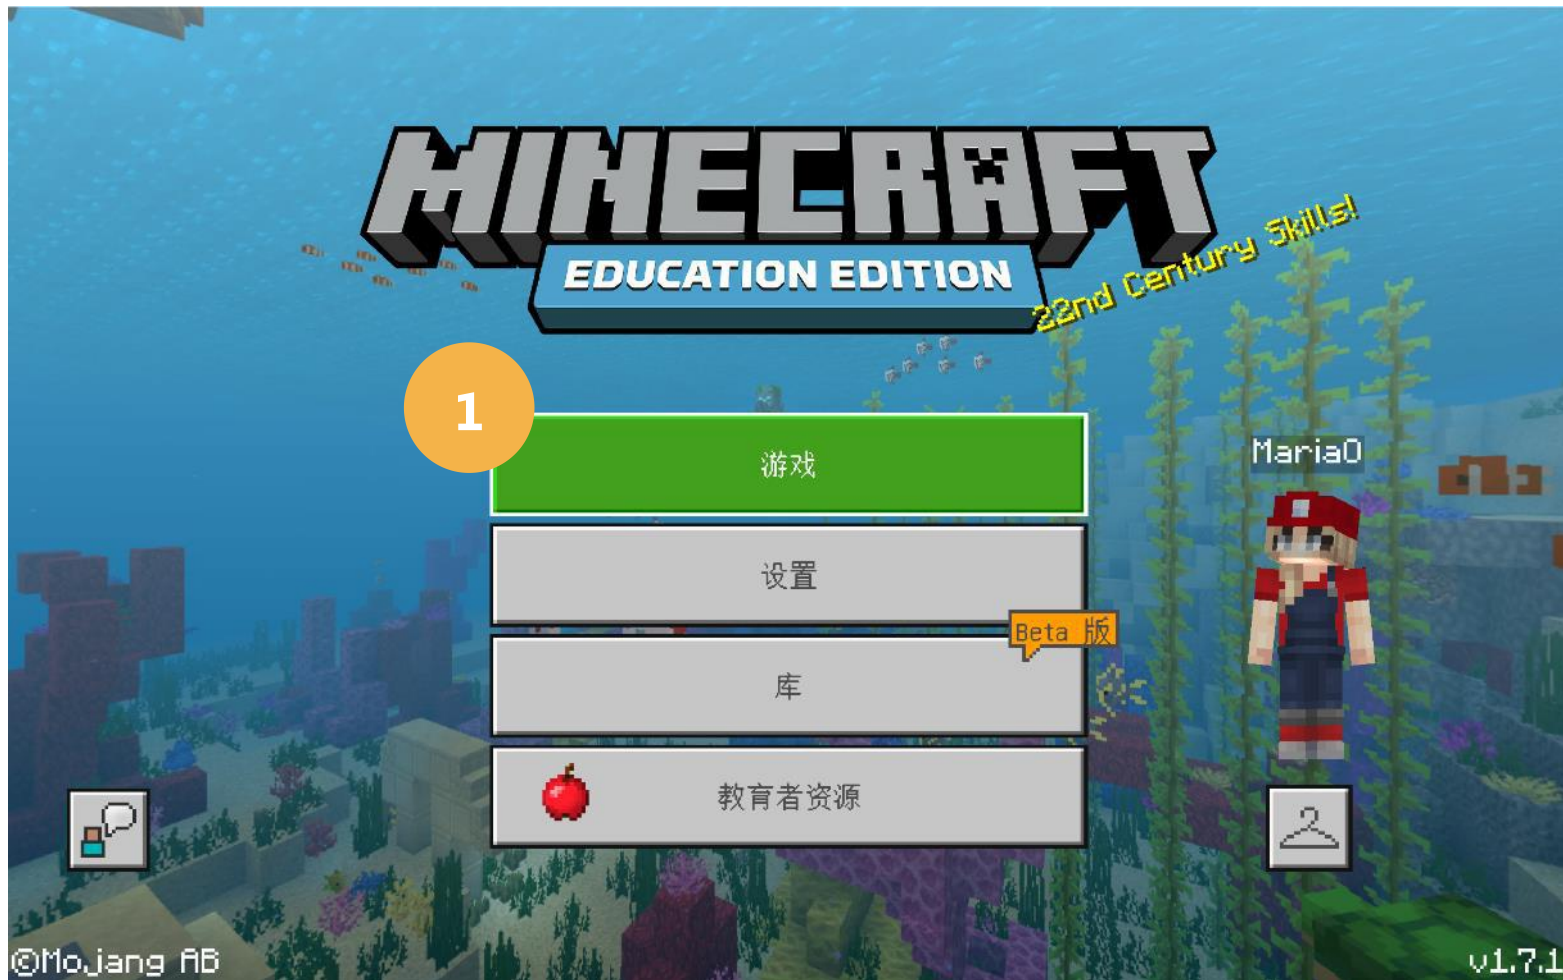 MINECRAFT
EDUCATION EDITION
22nd Century Skills!
1
游戏
MariaO
设置
Beta 版
库
教育者资源
©Mojang AB
v1.7.1